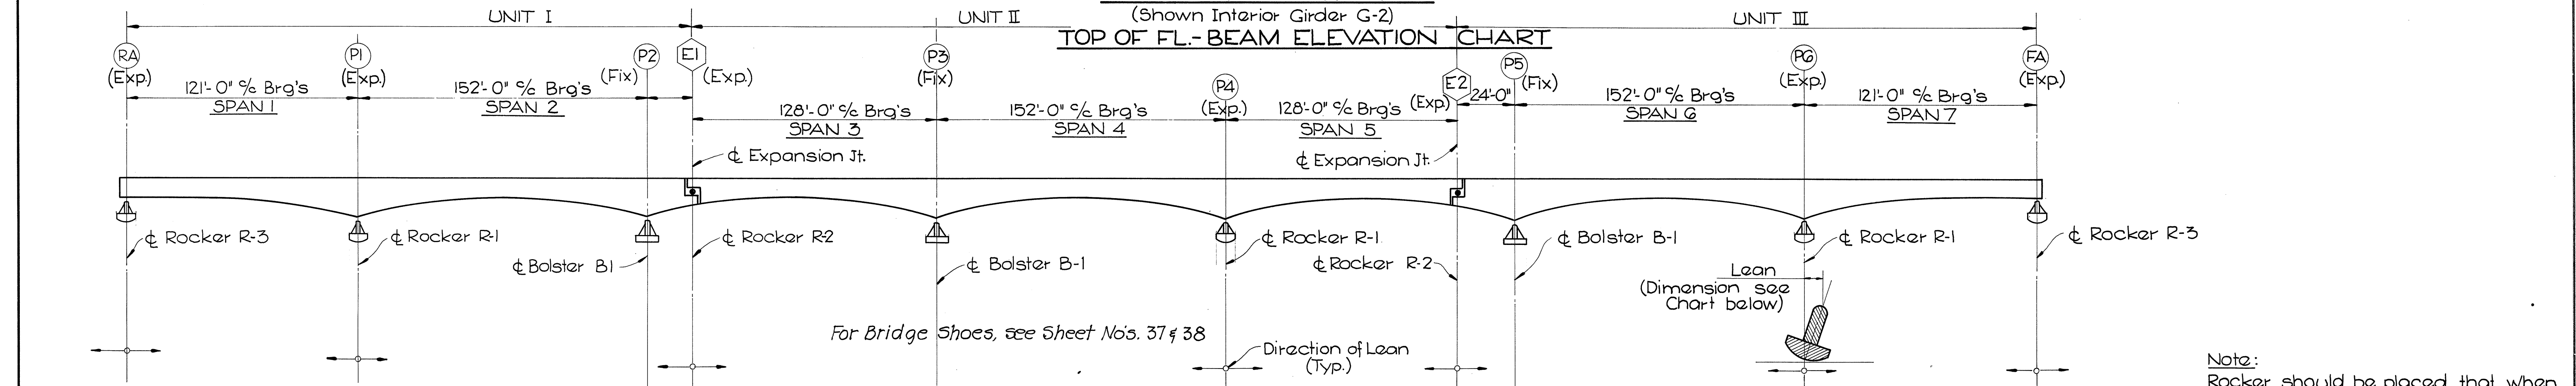 UNIT I
UNIT II
(Shown Interior Girder G-2)
UNIT III
TOP OF FL.-BEAM ELEVATION CHART
RA
(Exp.)
P1
(Exp.)
P2
(Fix)
E1
(Exp.)
P3
(Fix)
P4
(Exp.)
E2
(Exp.)
P5
(Fix)
P6
(Exp.)
FA
(Exp.)
121'-0" c/c Brg's
SPAN 1
152'-0" c/c Brg's
SPAN 2
128'-0" c/c Brg's
SPAN 3
152'-0" c/c Brg's
SPAN 4
128'-0" c/c Brg's
SPAN 5
24'-0"
152'-0" c/c Brg's
SPAN 6
121'-0" c/c Brg's
SPAN 7
℄ Expansion Jt.
℄ Expansion Jt.
℄ Rocker R-3
℄ Rocker R-1
℄ Bolster B1
℄ Rocker R-2
℄ Bolster B-1
℄ Rocker R-1
℄ Rocker R-2
℄ Bolster B-1
℄ Rocker R-1
℄ Rocker R-3
Lean
(Dimension see
Chart below)
For Bridge Shoes, see Sheet No's. 37 & 38
Direction of Lean
(Typ.)
Note:
Rocker should be placed that when